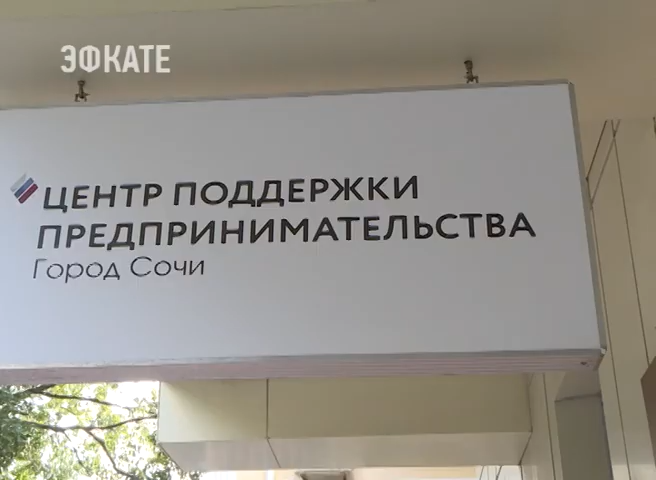 ЭФКАТЕ
ЦЕНТР ПОДДЕРЖКИ
ПРЕДПРИНИМАТЕЛЬСТВА
Город Сочи